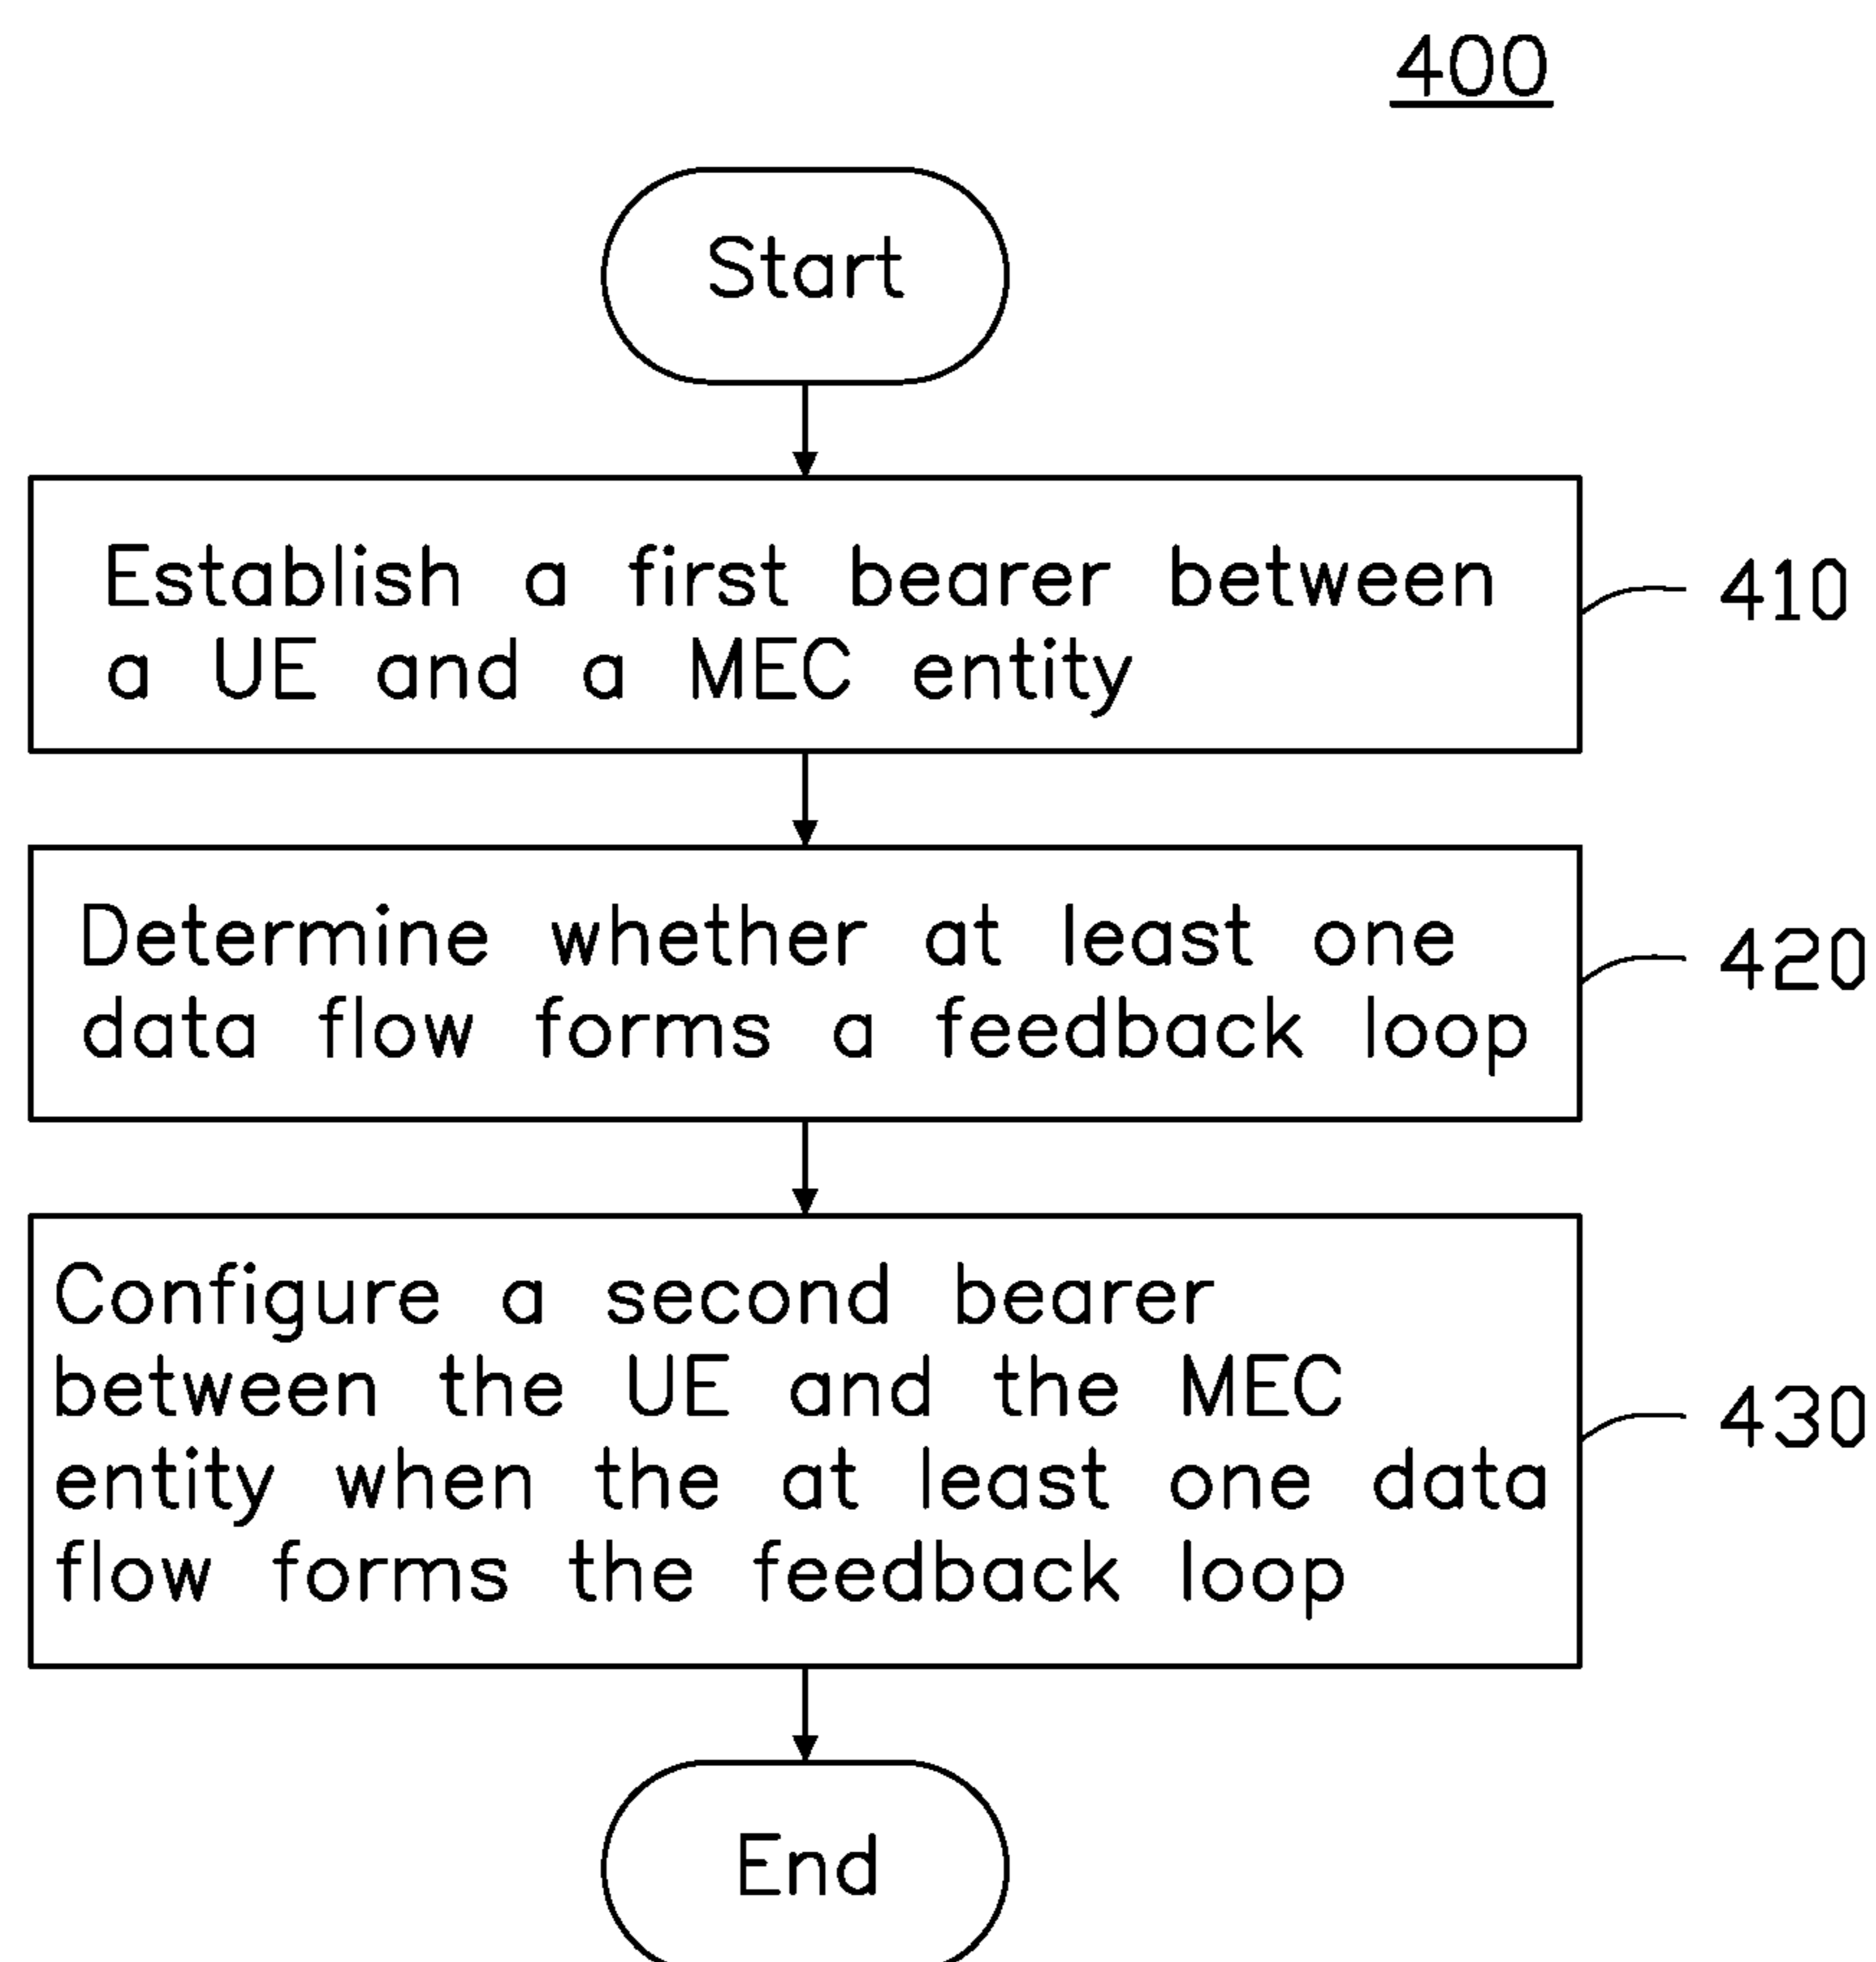 400
Start
Establish a first bearer between
a UE and a MEC entity
410
Determine whether at least one
data flow forms a feedback loop
420
Configure a second bearer
between the UE and the MEC
entity when the at least one data
flow forms the feedback loop
430
End